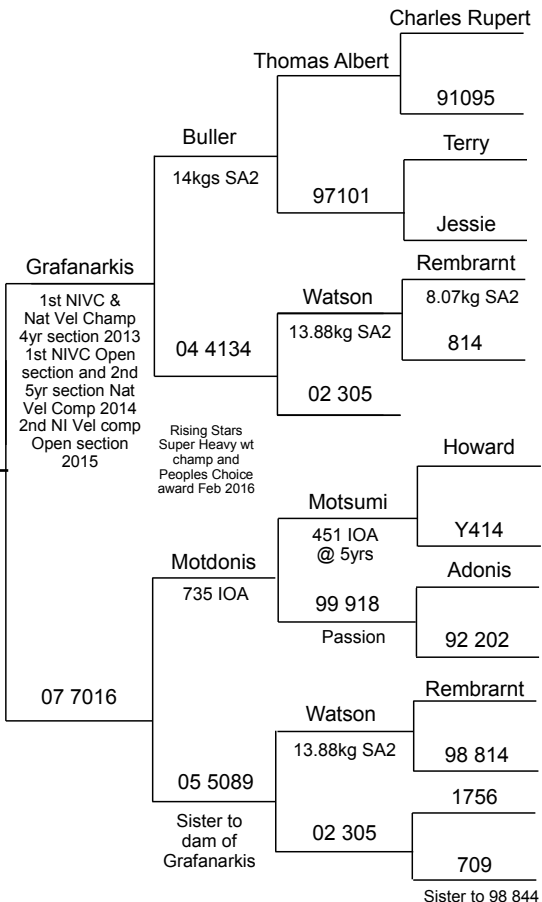 Charles Rupert
Thomas Albert
91095
Buller
14kgs SA2
Terry
97101
Jessie
Grafanarkis
1st NIVC &
Nat Vel Champ
4yr section 2013
1st NIVC Open
section and 2nd
5yr section Nat
Vel Comp 2014
2nd NI Vel comp
Open section
2015
Rembrarnt
8.07kg SA2
Watson
13.88kg SA2
814
04 4134
02 305
Rising Stars
Super Heavy wt
champ and
Peoples Choice
award Feb 2016
Howard
Motsumi
451 IOA
@ 5yrs
Y414
Motdonis
735 IOA
Adonis
99 918
Passion
92 202
07 7016
Rembrarnt
Watson
13.88kg SA2
98 814
05 5089
Sister to
dam of
Grafanarkis
1756
02 305
709
Sister to 98 844